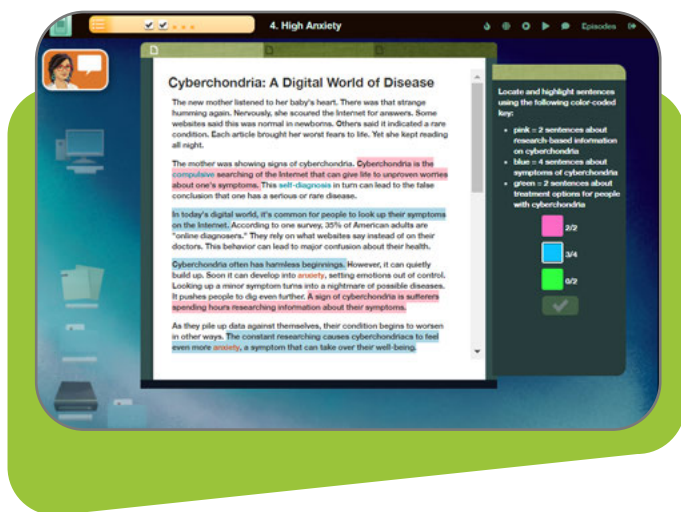 4. High Anxiety
Episodes
Cyberchondria: A Digital World of Disease
The new mother listened to her baby's heart. There was that strange
humming again. Nervously, she scoured the Internet for answers. Some
websites said this was normal in newborns. Others said it indicated a rare
condition. Each article brought her worst fears to life. Yet she kept reading
all night.
The mother was showing signs of cyberchondria. Cyberchondria is the
compulsive searching of the Internet that can give life to unproven worries
about one's symptoms. This self-diagnosis in turn can lead to the false
conclusion that one has a serious or rare disease.
In today's digital world, it's common for people to look up their symptoms
on the Internet. According to one survey, 35% of American adults are
"online diagnosers." They rely on what websites say instead of on their
doctors. This behavior can lead to major confusion about their health.
Cyberchondria often has harmless beginnings. However, it can quietly
build up. Soon it can develop into anxiety, setting emotions out of control.
Looking up a minor symptom turns into a nightmare of possible diseases.
It pushes people to dig even further. A sign of cyberchondria is sufferers
spending hours researching information about their symptoms.
As they pile up data against themselves, their condition begins to worsen
in other ways. The constant researching causes cyberchondriacs to feel
even more anxiety, a symptom that can take over their well-being.
Locate and highlight sentences
using the following color-coded
key:
• pink = 2 sentences about
research-based information
on cyberchondria
• blue = 4 sentences about
symptoms of cyberchondria
• green = 2 sentences about
treatment options for people
with cyberchondria
2/2
3/4
0/2